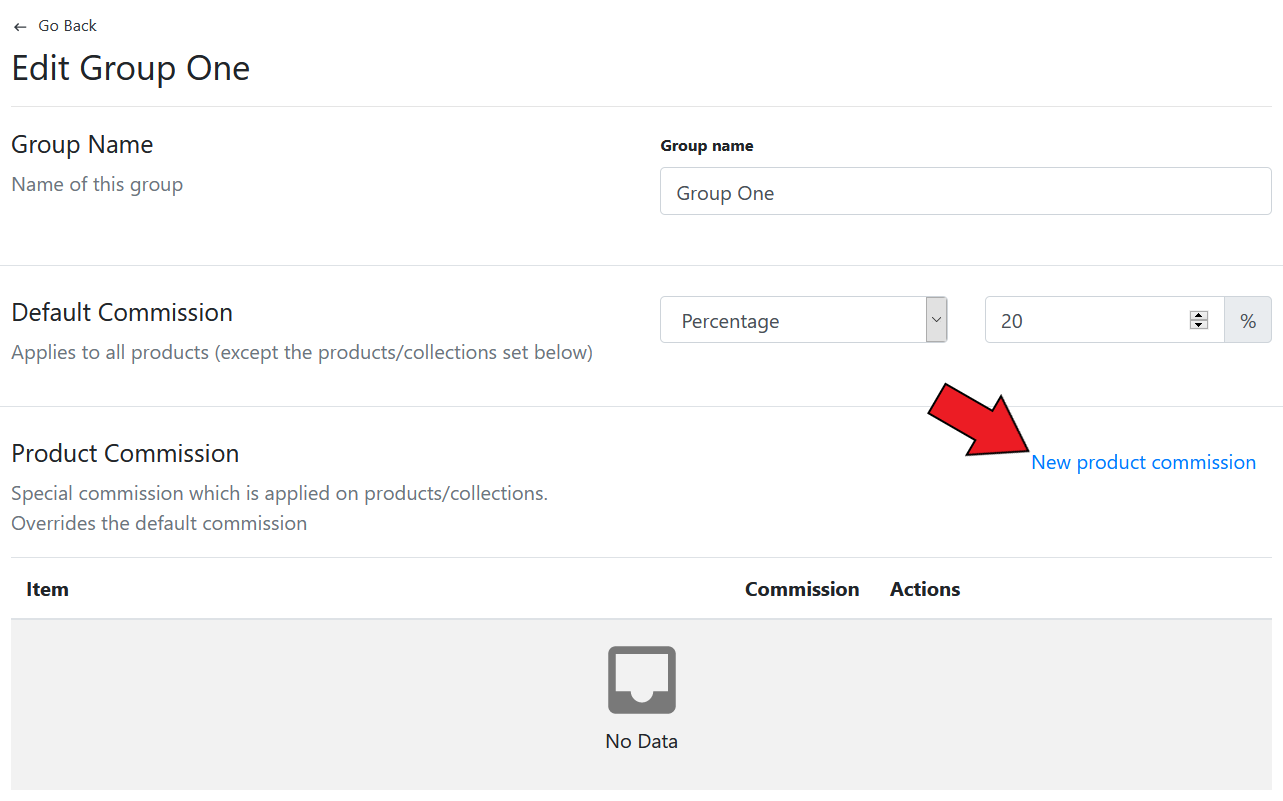 ← Go Back
Edit Group One
Group Name
Name of this group
Group name
Group One
Default Commission
Applies to all products (except the products/collections set below)
Percentage
20
%
Product Commission
Special commission which is applied on products/collections.
Overrides the default commission
New product commission
Item Commission Actions
No Data